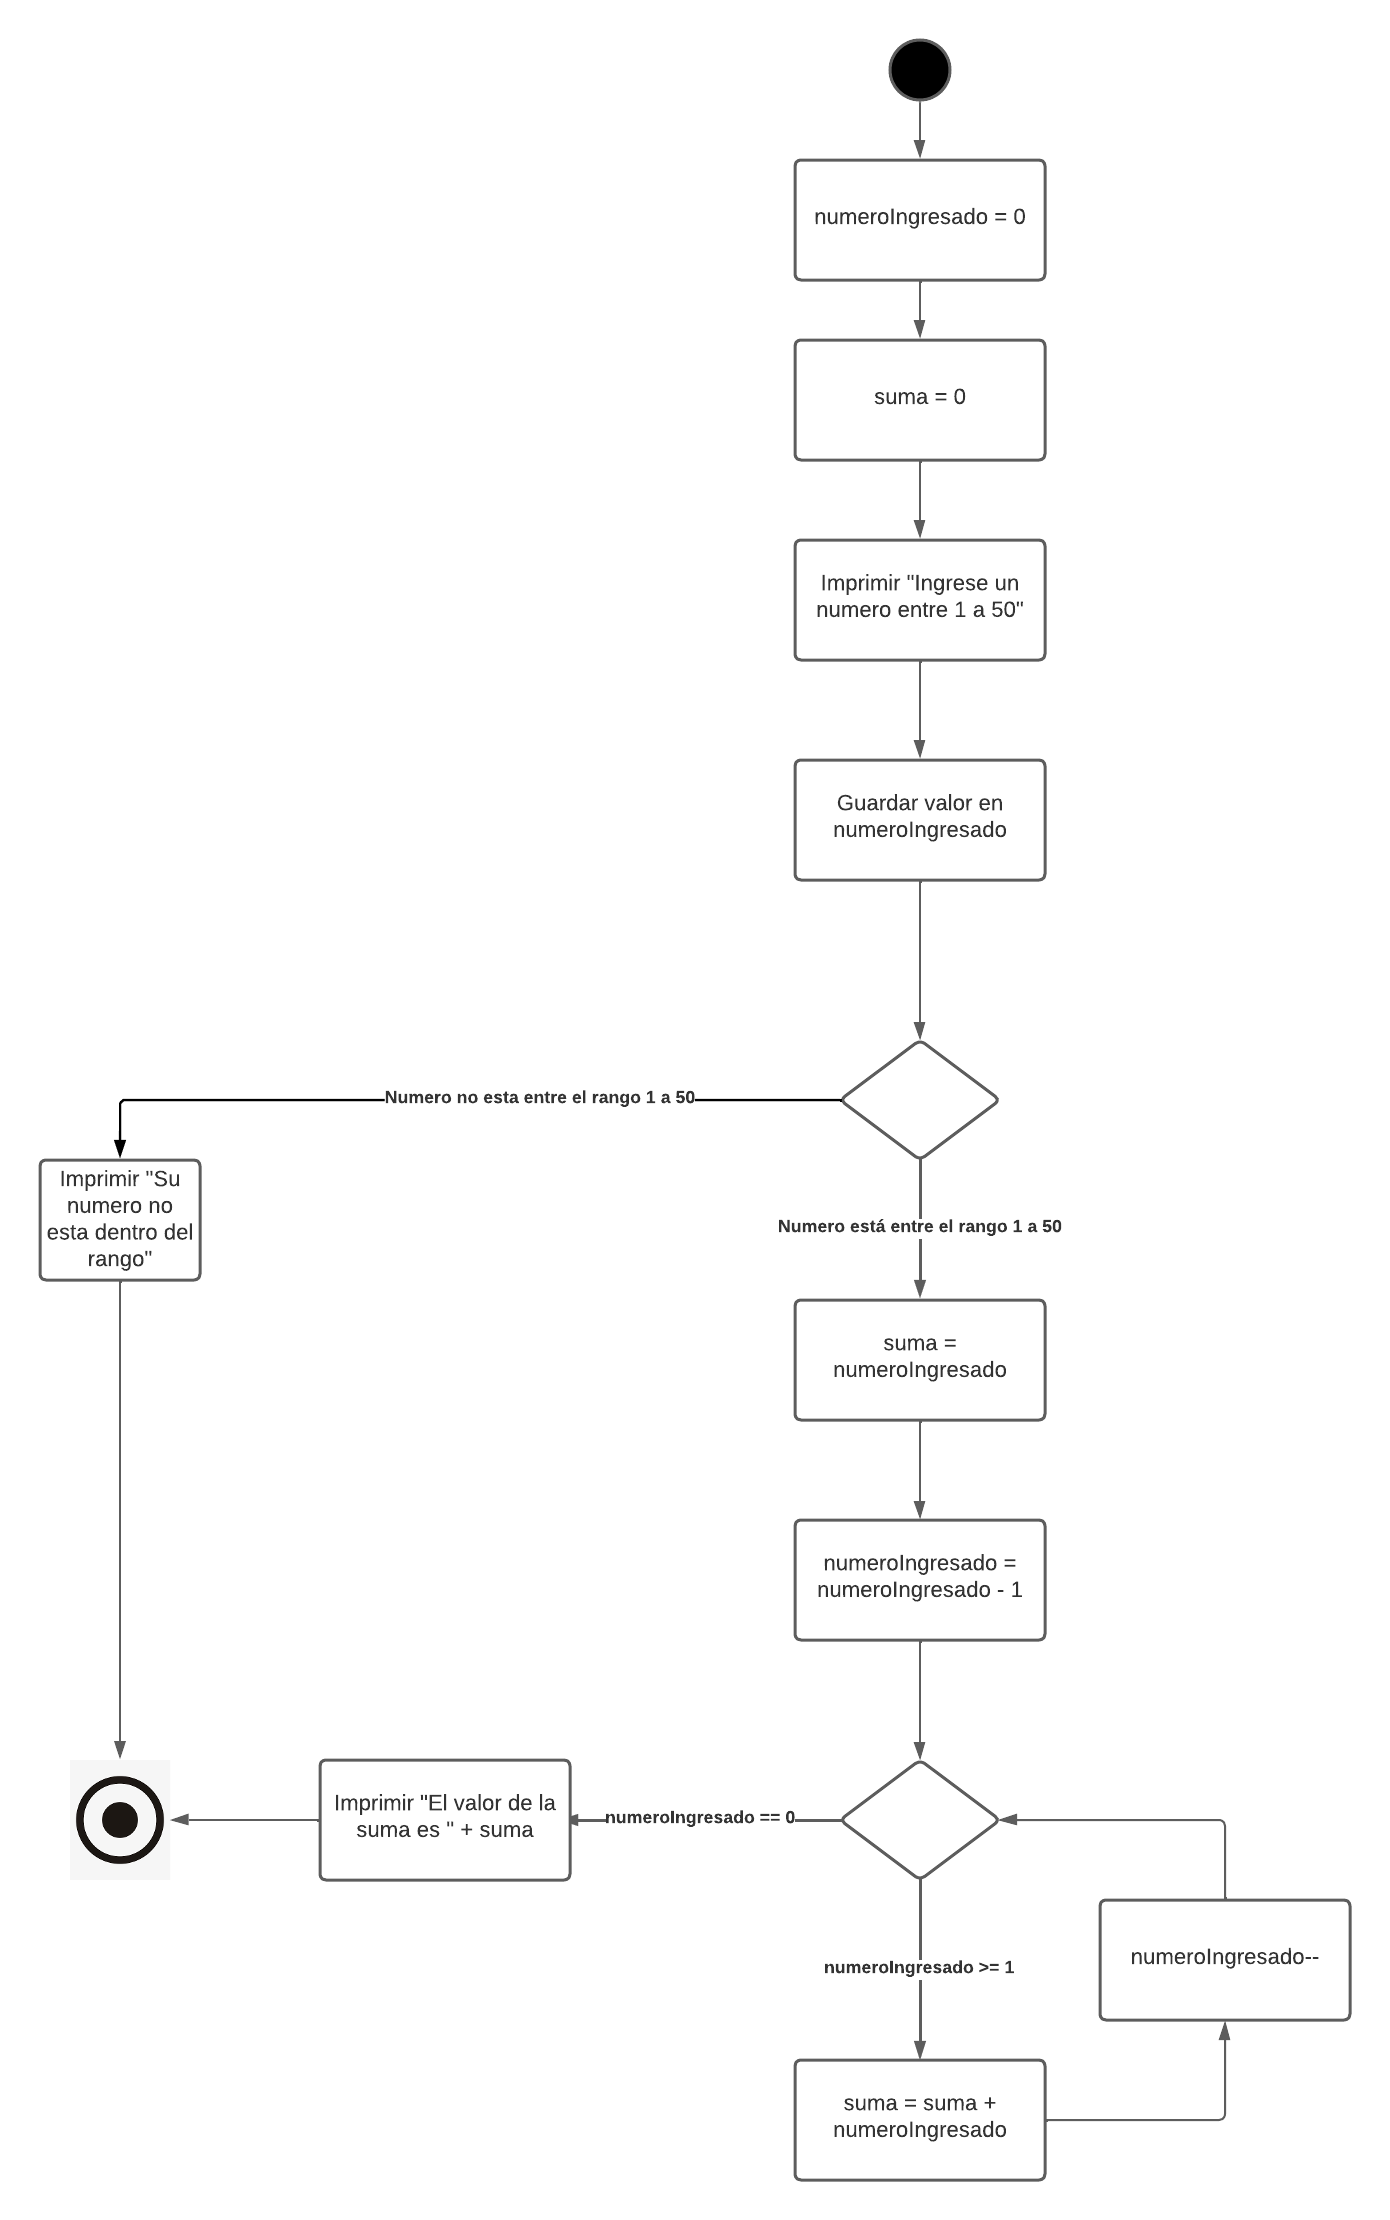 numeroIngresado = 0
suma = 0
Imprimir "Ingrese un
numero entre 1 a 50"
Guardar valor en
numeroIngresado
Numero no esta entre el rango 1 a 50
Imprimir "Su
numero no
esta dentro del
rango"
Numero está entre el rango 1 a 50
suma =
numeroIngresado
numeroIngresado =
numeroIngresado - 1
Imprimir "El valor de la
suma es " + suma
numeroIngresado == 0
numeroIngresado >= 1
numeroIngresado--
suma = suma +
numeroIngresado